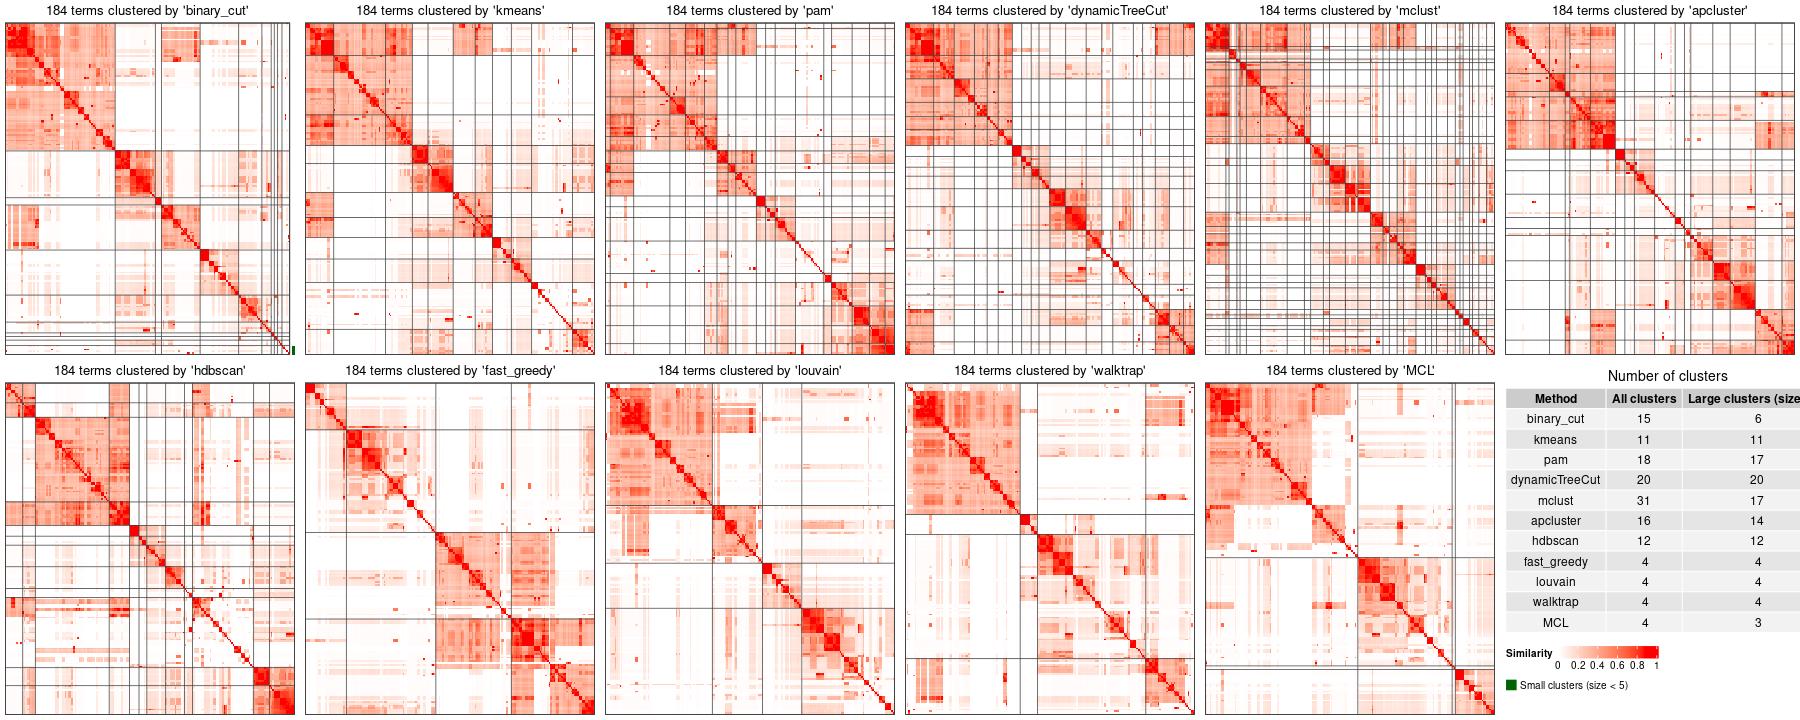 184 terms clustered by 'binary_cut'
184 terms clustered by 'kmeans'
184 terms clustered by 'pam'
184 terms clustered by 'dynamicTreeCut'
184 terms clustered by 'mclust'
184 terms clustered by 'apcluster'
184 terms clustered by 'hdbscan'
184 terms clustered by 'fast_greedy'
184 terms clustered by 'louvain'
184 terms clustered by 'walktrap'
184 terms clustered by 'MCL'
Number of clusters
Method All clusters Large clusters (size
binary_cut 15 6
kmeans 11 11
pam 18 17
dynamicTreeCut 20 20
mclust 31 17
apcluster 16 14
hdbscan 12 12
fast_greedy 4 4
louvain 4 4
walktrap 4 4
MCL 4 3
Similarity
0 0.2 0.4 0.6 0.8 1
Small clusters (size < 5)